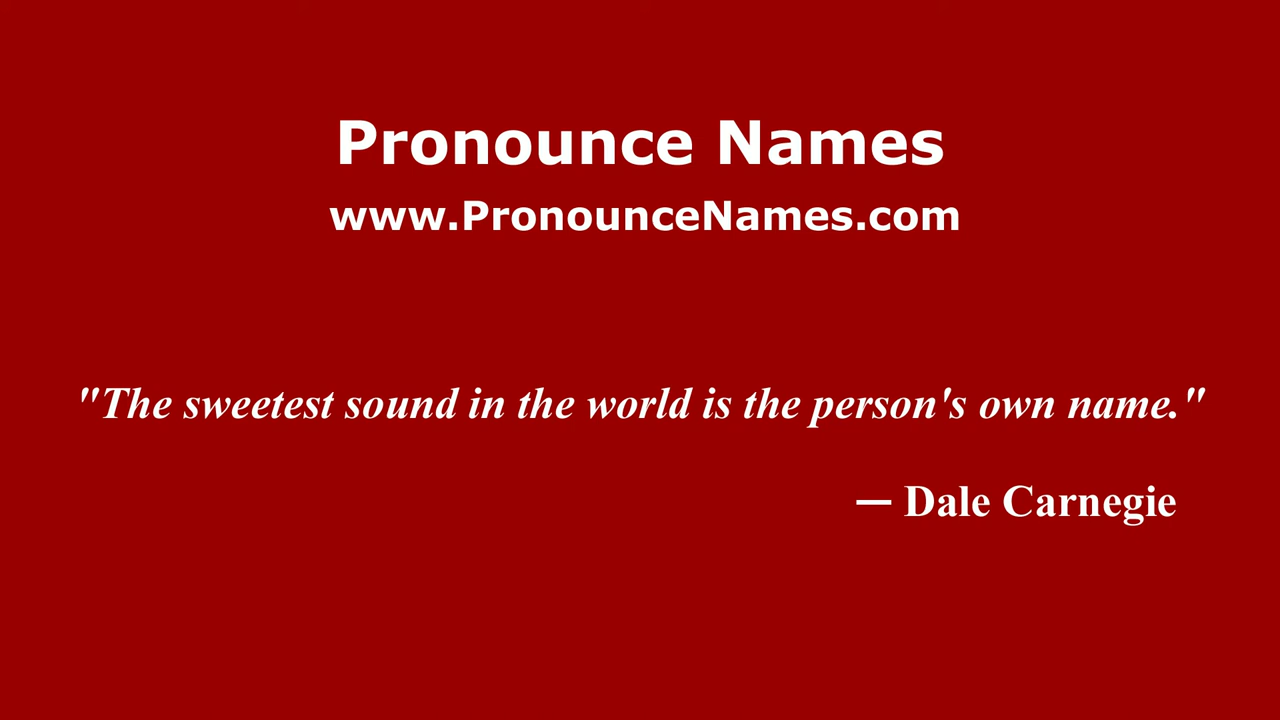 Pronounce Names
www.PronounceNames.com
"The sweetest sound in the world is the person's own name."
— Dale Carnegie